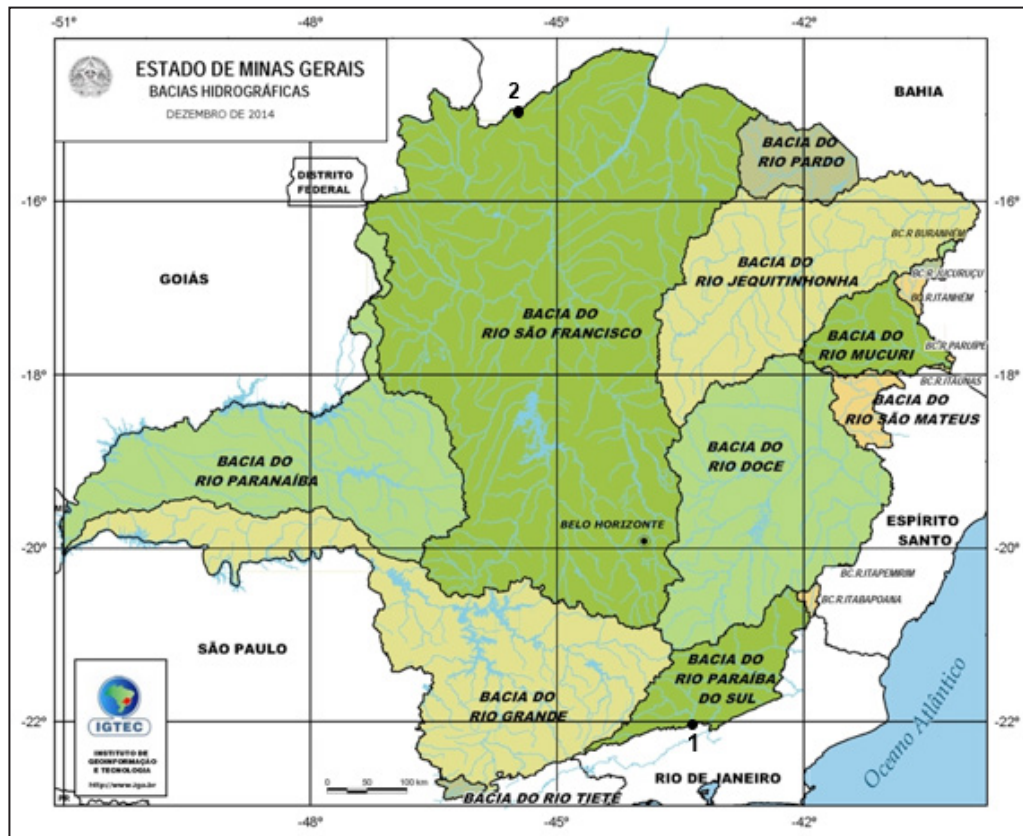 -51°
-48°
-45°
-42°
ESTADO DE MINAS GERAIS
BACIAS HIDROGRÁFICAS
DEZEMBRO DE 2014
2
BAHIA
BACIA DO
RIO PARDO
DISTRITO
FEDERAL
-16°
-16°
BC.R.BURANHÉM
GOIÁS
BACIA DO
RIO JEQUITINHONHA
BC.R.JUCURUÇU
BC.R.ITANHÉM
BACIA DO
RIO SÃO FRANCISCO
BACIA DO
RIO MUCURI
BC.R.PARUÍPE
-18°
-18°
BC.R.ITAÚNAS
BACIA DO
RIO SÃO MATEUS
BACIA DO
RIO DOCE
BACIA DO
RIO PARANAÍBA
BELO HORIZONTE
ESPÍRITO
SANTO
-20°
-20°
BC.R.ITAPEMIRIM
BC.R.ITABAPOANA
SÃO PAULO
BACIA DO
RIO PARAÍBA
DO SUL
BACIA DO
RIO GRANDE
IGTEC
INSTITUTO DE
GEOINFORMAÇÃO
E TECNOLOGIA
-22°
-22°
1
Oceano Atlântico
0 50 100 km
RIO DE JANEIRO
BACIA DO RIO TIETÊ
-51°
-48°
-45°
-42°